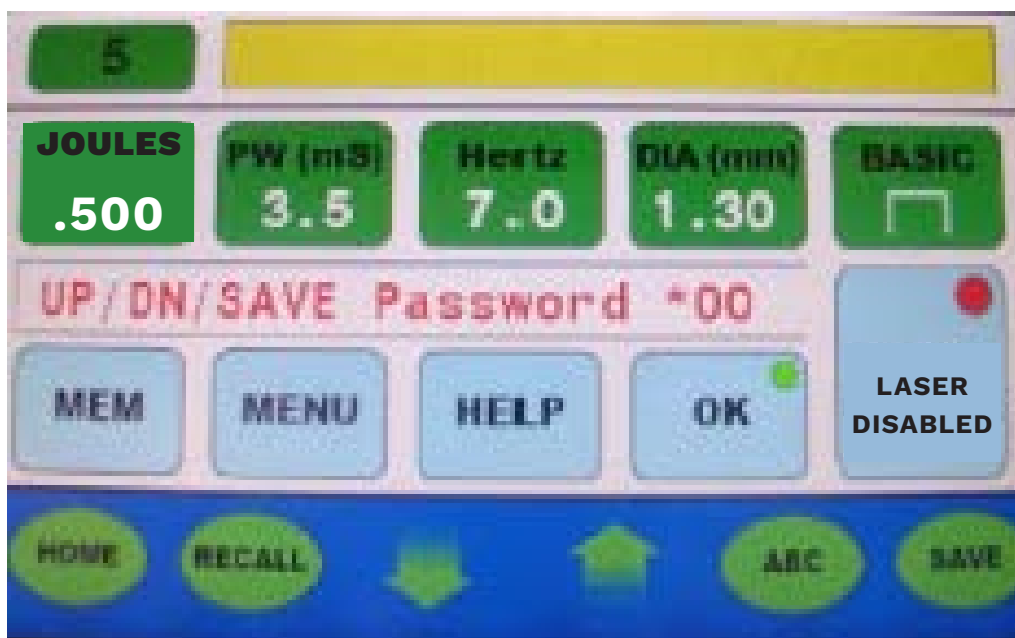 5
JOULES PW (mS) Hertz DIA (mm) BASIC
.500 3.5 7.0 1.30
UP/DN/SAVE Password *00
MEM MENU HELP OK LASER
DISABLED
HOME RECALL ABC SAVE